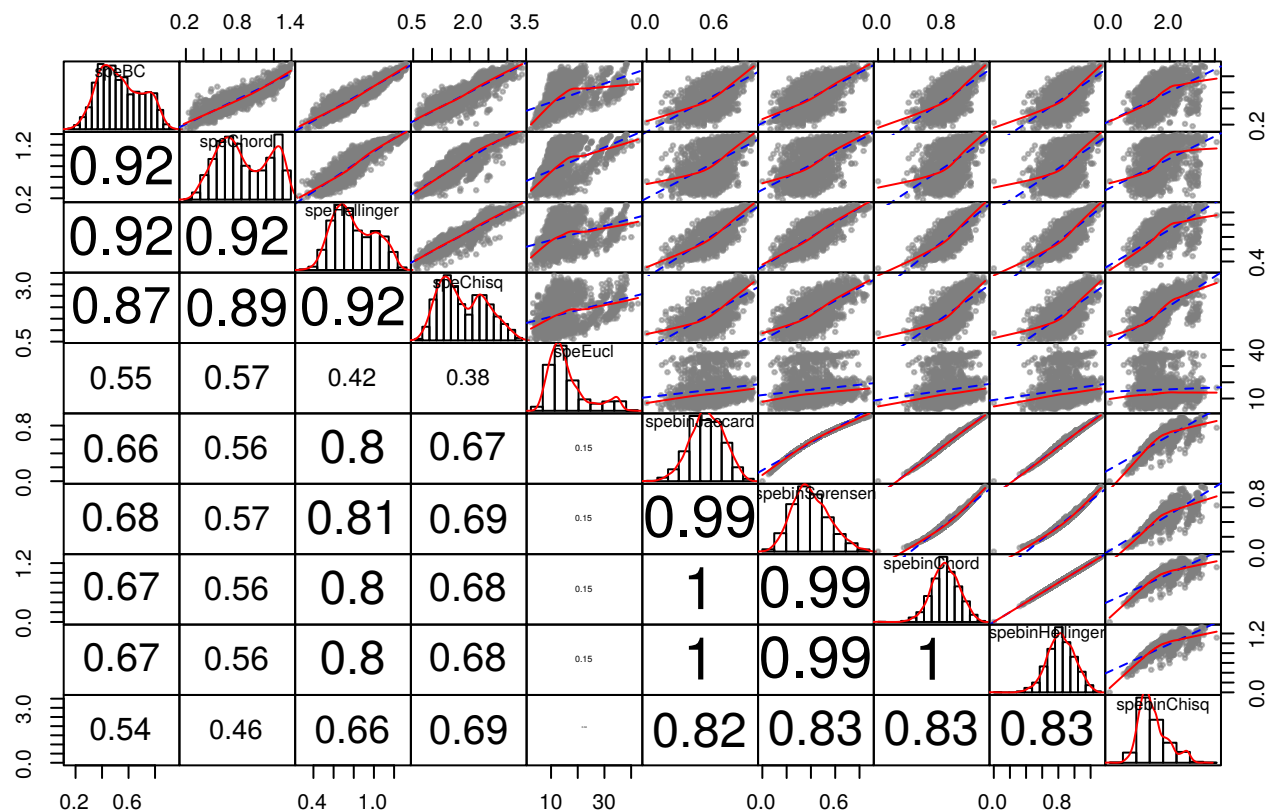 0.2 0.8 1.4 0.5 2.0 3.5 0.0 0.6 0.0 0.8 0.0 2.0
speBC
0.2
1.2 0.2 0.92 speChord
0.92 0.92 speHellinger 0.4
3.0 0.5 0.87 0.89 0.92 speChisq
0.55 0.57 0.42 0.38 speEucl 40 10
0.8 0.0 0.66 0.56 0.8 0.67 0.15 spebinJaccard
0.68 0.57 0.81 0.69 0.15 0.99 spebinSorensen 0.8 0.0
1.2 0.0 0.67 0.56 0.8 0.68 0.15 1 0.99 spebinChord
0.67 0.56 0.8 0.68 0.15 1 0.99 1 spebinHellinger 1.2 0.0
3.0 0.0 0.54 0.46 0.66 0.69 0.82 0.83 0.83 0.83 spebinChisq
0.2 0.6 0.4 1.0 10 30 0.0 0.6 0.0 0.8